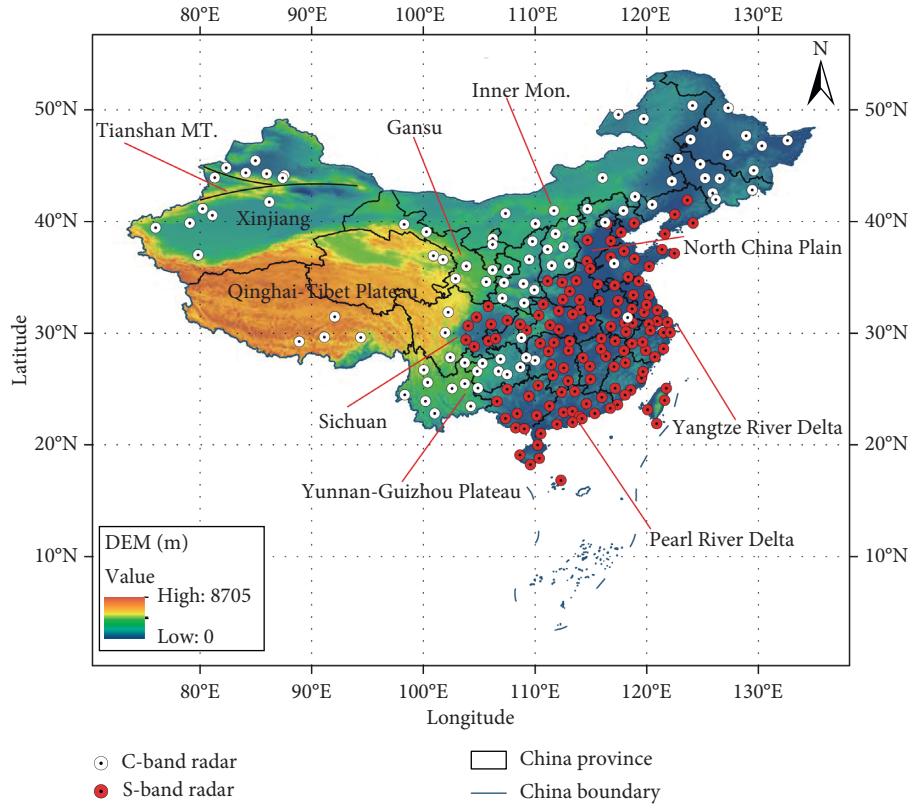 80°E 90°E 100°E 110°E 120°E 130°E
N
50°N 50°N
Inner Mon.
Gansu
Tianshan MT.
40°N 40°N
Xinjiang
North China Plain
Qinghai-Tibet Plateau
30°N 30°N
Latitude
Sichuan
Yangtze River Delta
20°N 20°N
Yunnan-Guizhou Plateau
Pearl River Delta
10°N 10°N
DEM (m)
Value
High: 8705
Low: 0
80°E 90°E 100°E 110°E 120°E 130°E
Longitude
C-band radar
S-band radar
China province
China boundary